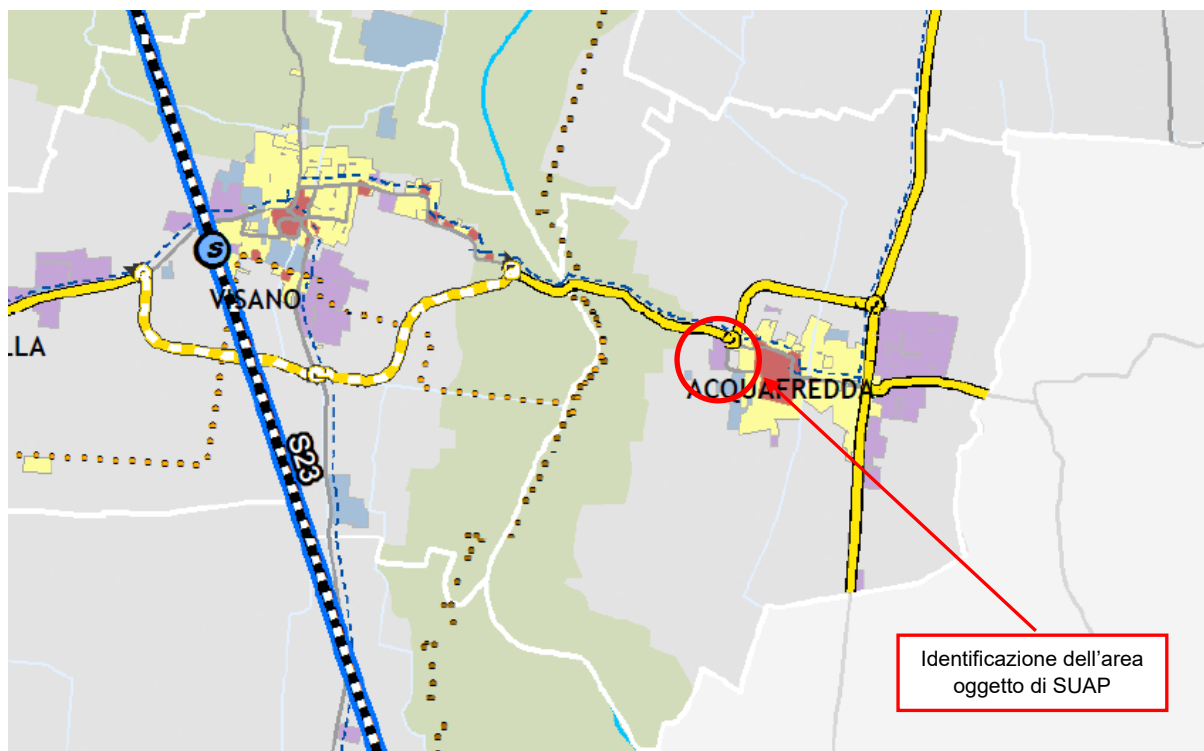 S
VISANO
LLA
ACQUAFREDDA
S23
Identificazione dell'area
oggetto di SUAP